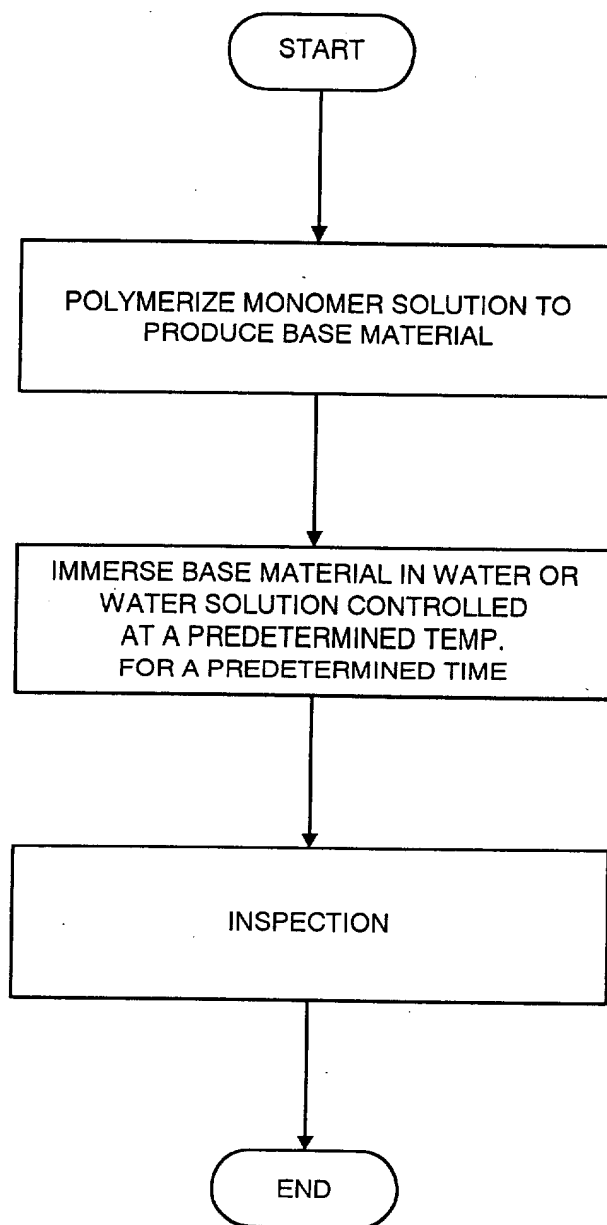 START
POLYMERIZE MONOMER SOLUTION TO
PRODUCE BASE MATERIAL
IMMERSE BASE MATERIAL IN WATER OR
WATER SOLUTION CONTROLLED
AT A PREDETERMINED TEMP.
FOR A PREDETERMINED TIME
INSPECTION
END